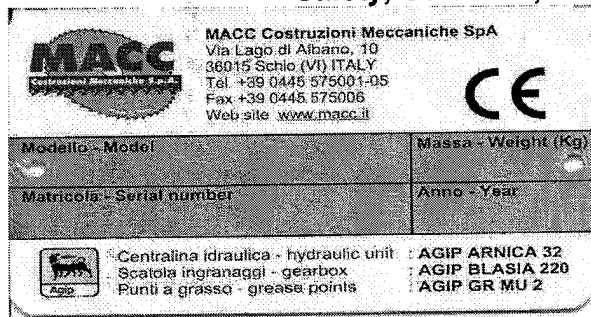 MACC
Costruzioni Meccaniche S.p.A.
MACC Costruzioni Meccaniche SpA
Via Lago di Albano, 10
36015 Schio (VI) ITALY
Tel. +39 0445 575001-05
Fax +39 0445 575006
Web site www.macc.it
CE
Modello - Model
Massa - Weight (Kg)
Matricola - Serial number
Anno - Year
Agip
Centralina idraulica - hydraulic unit : AGIP ARNICA 32
Scatola ingranaggi - gearbox : AGIP BLASIA 220
Punti a grasso - grease points : AGIP GR MU 2